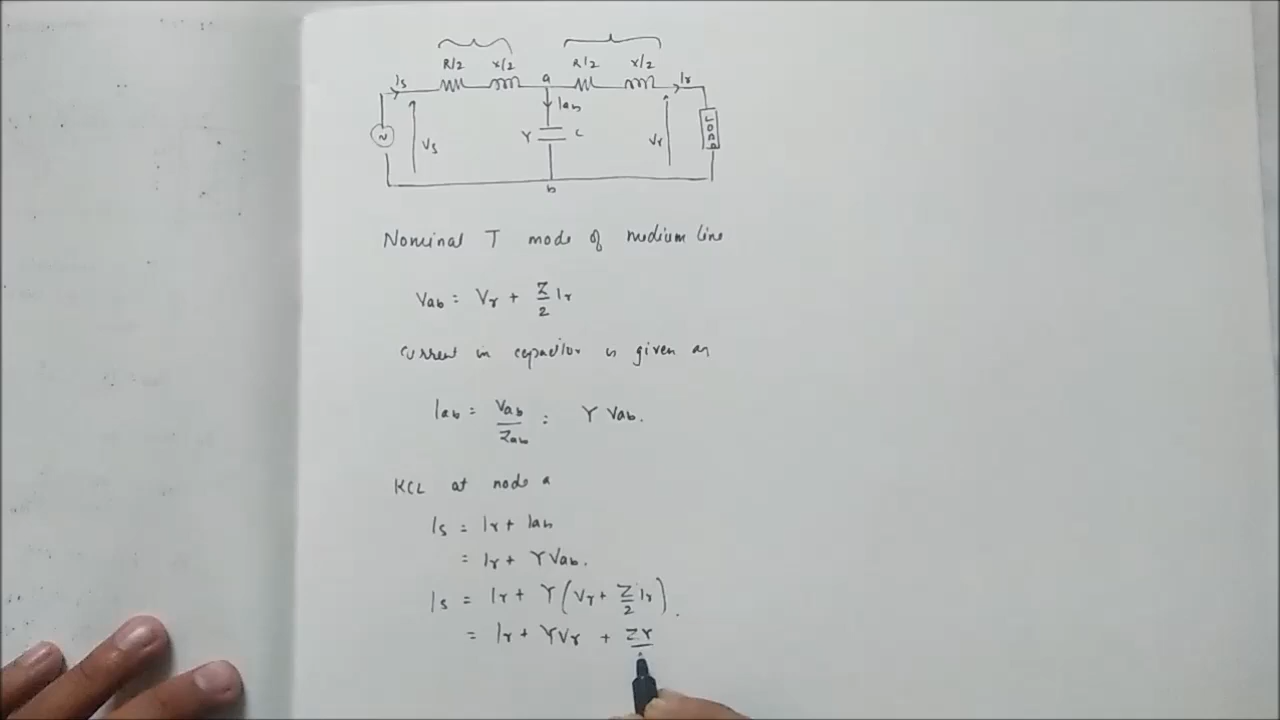 R/2 X/2 a R/2 X/2
Is Ir
Iab
Vs Y C Vr LOAD
b
Nominal T mode of medium line
Vab = Vr + Z/2 Ir
Current in capacitor is given as
Iab = Vab/Zab = Y Vab.
KCL at node a
Is = Ir + Iab
= Ir + Y Vab.
Is = Ir + Y (Vr + Z/2 Ir).
= Ir + YVr + ZY